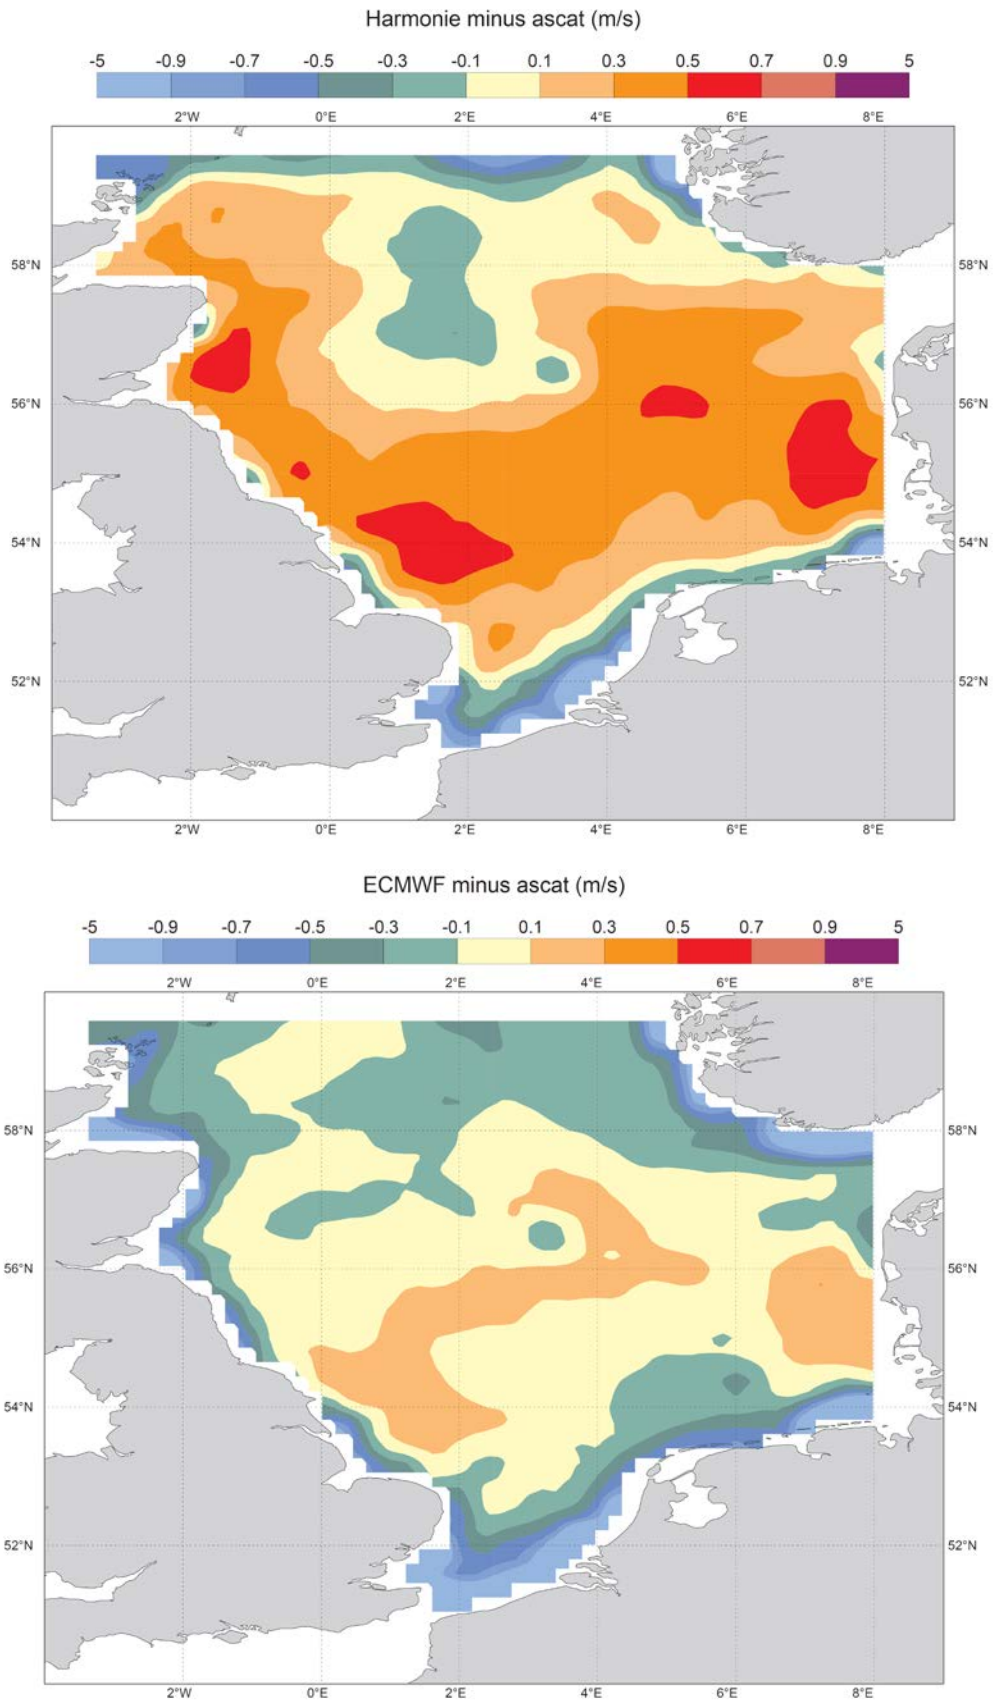 Harmonie minus ascat (m/s)
-5 -0.9 -0.7 -0.5 -0.3 -0.1 0.1 0.3 0.5 0.7 0.9 5
2°W 0°E 2°E 4°E 6°E 8°E
58°N 58°N
56°N 56°N
54°N 54°N
52°N 52°N
2°W 0°E 2°E 4°E 6°E 8°E
ECMWF minus ascat (m/s)
-5 -0.9 -0.7 -0.5 -0.3 -0.1 0.1 0.3 0.5 0.7 0.9 5
2°W 0°E 2°E 4°E 6°E 8°E
58°N 58°N
56°N 56°N
54°N 54°N
52°N 52°N
2°W 0°E 2°E 4°E 6°E 8°E